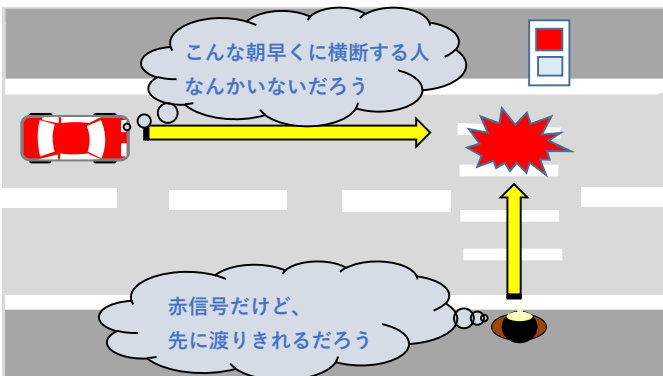 こんな朝早くに横断する人
なんかいないだろう
赤信号だけど、
先に渡りきれるだろう